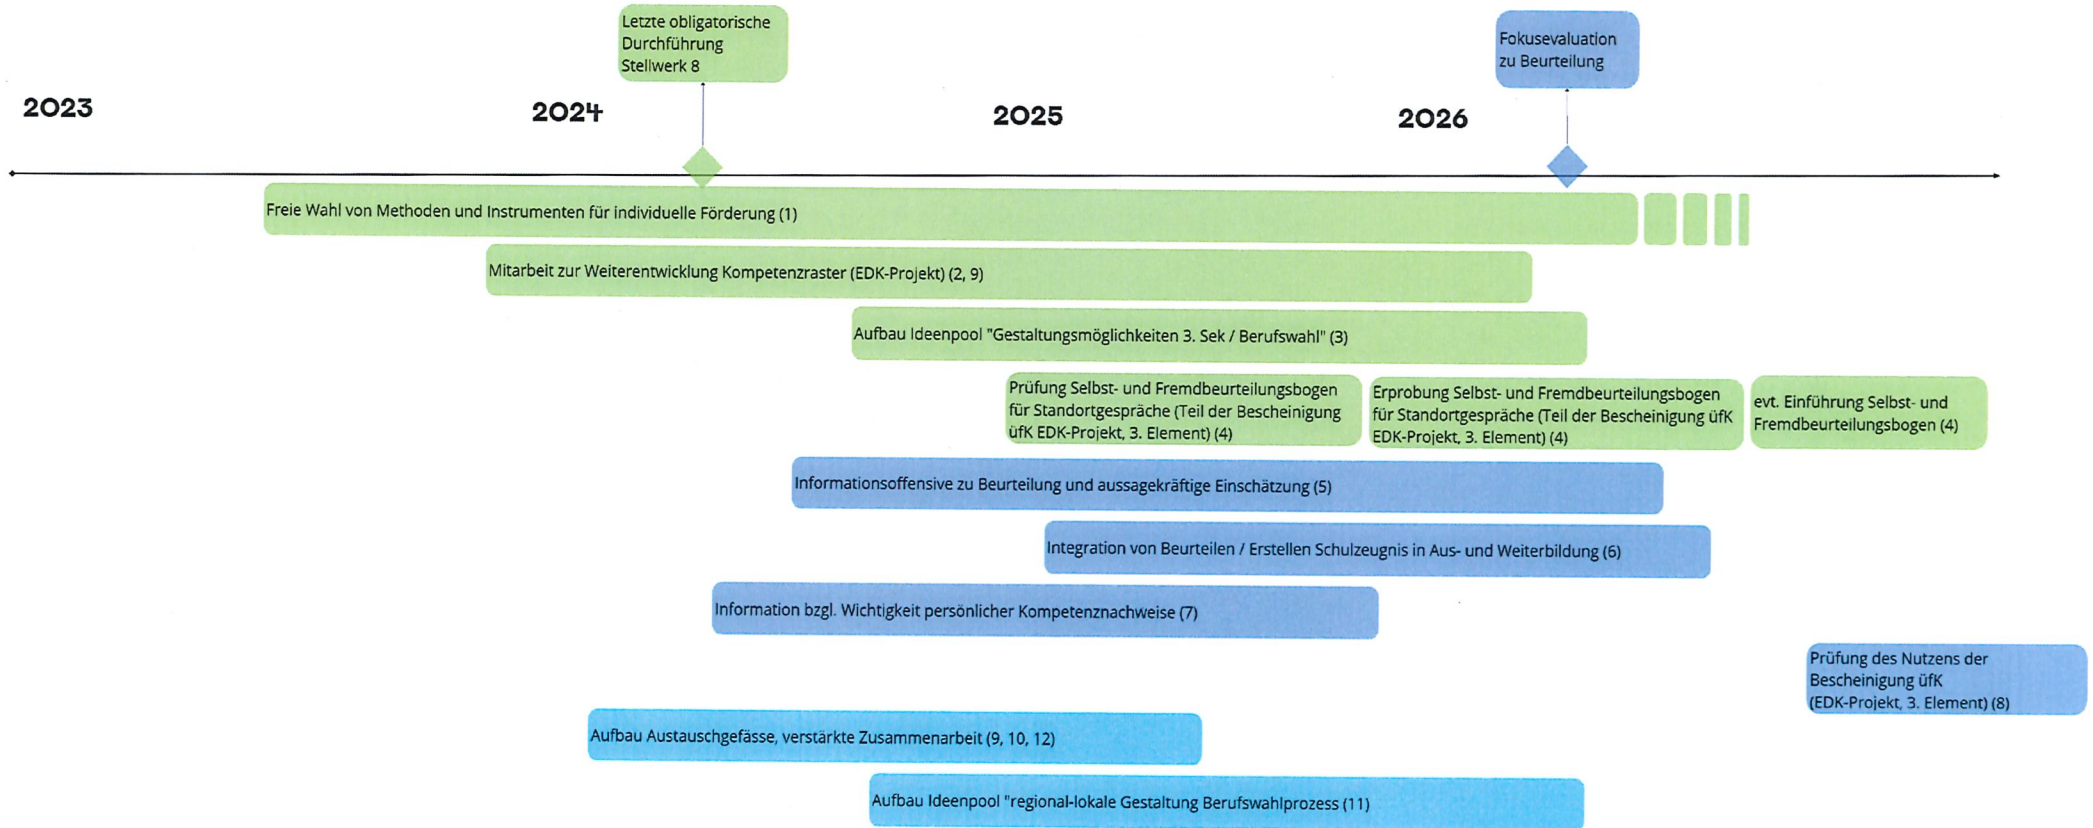 Letzte obligatorische
Durchführung
Stellwerk 8
Fokusevaluation
zu Beurteilung
2023
2024
2025
2026
Freie Wahl von Methoden und Instrumenten für individuelle Förderung (1)
Mitarbeit zur Weiterentwicklung Kompetenzraster (EDK-Projekt) (2, 9)
Aufbau Ideenpool "Gestaltungsmöglichkeiten 3. Sek / Berufswahl" (3)
Prüfung Selbst- und Fremdbeurteilungsbogen
für Standortgespräche (Teil der Bescheinigung
üfK EDK-Projekt, 3. Element) (4)
Erprobung Selbst- und Fremdbeurteilungsbogen
für Standortgespräche (Teil der Bescheinigung üfK
EDK-Projekt, 3. Element) (4)
evt. Einführung Selbst- und
Fremdbeurteilungsbogen (4)
Informationsoffensive zu Beurteilung und aussagekräftige Einschätzung (5)
Integration von Beurteilen / Erstellen Schulzeugnis in Aus- und Weiterbildung (6)
Information bzgl. Wichtigkeit persönlicher Kompetenznachweise (7)
Prüfung des Nutzens der
Bescheinigung üfK
(EDK-Projekt, 3. Element) (8)
Aufbau Austauschgefässe, verstärkte Zusammenarbeit (9, 10, 12)
Aufbau Ideenpool "regional-lokale Gestaltung Berufswahlprozess (11)